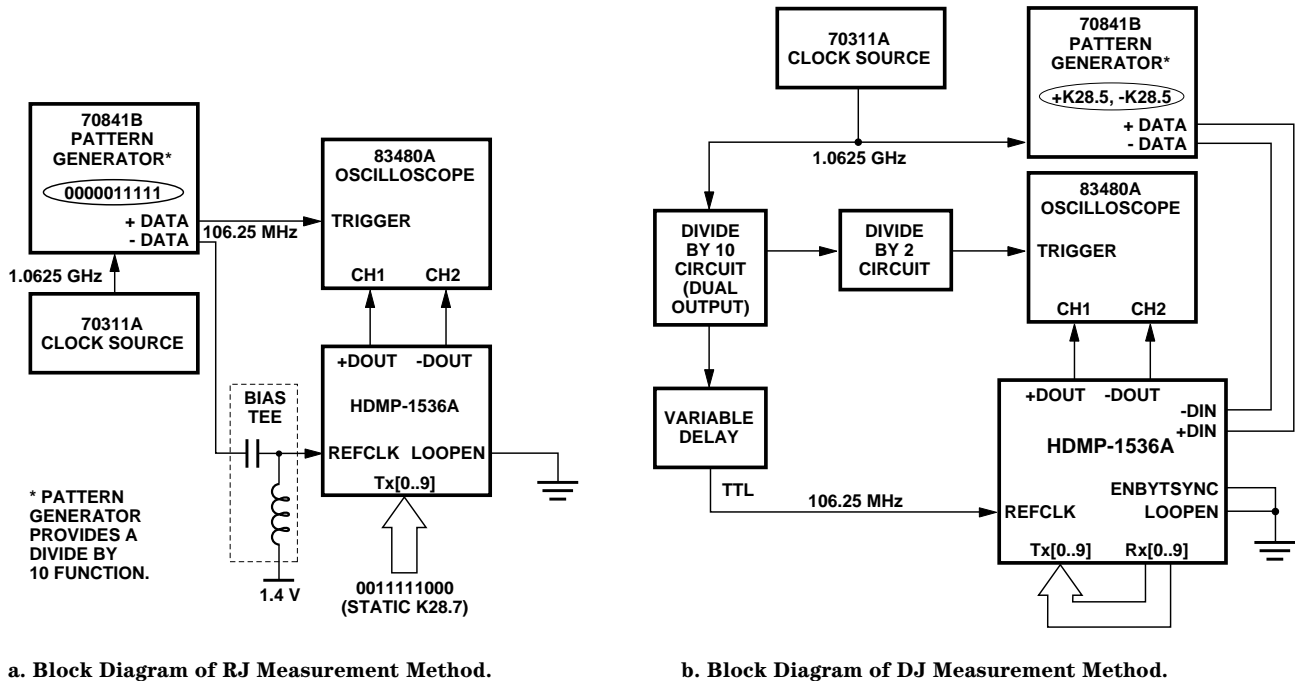 70841B
PATTERN
GENERATOR*
0000011111
+ DATA
- DATA
1.0625 GHz
70311A
CLOCK SOURCE
106.25 MHz
83480A
OSCILLOSCOPE
TRIGGER
CH1 CH2
+DOUT -DOUT
HDMP-1536A
REFCLK LOOPEN
Tx[0..9]
BIAS
TEE
1.4 V
0011111000
(STATIC K28.7)
* PATTERN
GENERATOR
PROVIDES A
DIVIDE BY
10 FUNCTION.
a. Block Diagram of RJ Measurement Method.
70311A
CLOCK SOURCE
70841B
PATTERN
GENERATOR*
+K28.5, -K28.5
+ DATA
- DATA
1.0625 GHz
DIVIDE
BY 10
CIRCUIT
(DUAL
OUTPUT)
DIVIDE
BY 2
CIRCUIT
83480A
OSCILLOSCOPE
TRIGGER
CH1 CH2
VARIABLE
DELAY
TTL
106.25 MHz
+DOUT -DOUT
-DIN
+DIN
HDMP-1536A
ENBYTSYNC
REFCLK LOOPEN
Tx[0..9] Rx[0..9]
b. Block Diagram of DJ Measurement Method.